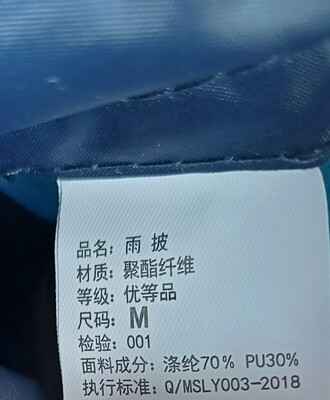 品名: 雨 披
材质: 聚酯纤维
等级: 优等品
尺码: M
检验: 001
面料成分: 涤纶70% PU30%
执行标准: Q/MSLY003-2018